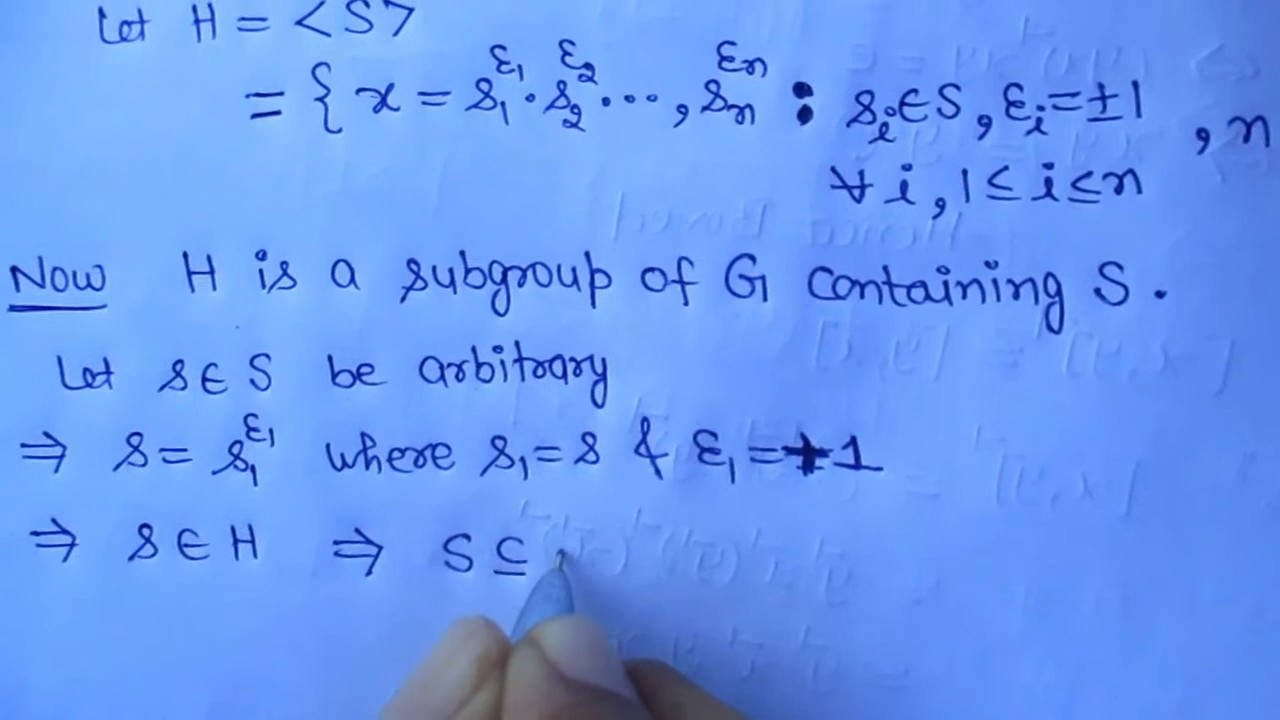 Let H = <S>
= { x = s₁^ε₁ · s₂^ε₂ . . . , sₙ^εₙ : sᵢ ∈ S , εᵢ = ±1 , n
∀ i , 1 ≤ i ≤ n
Now H is a subgroup of G containing S .
Let s ∈ S be arbitrary
⇒ s = s₁^ε₁ where s₁ = s & ε₁ = +1
⇒ s ∈ H ⇒ S ⊆